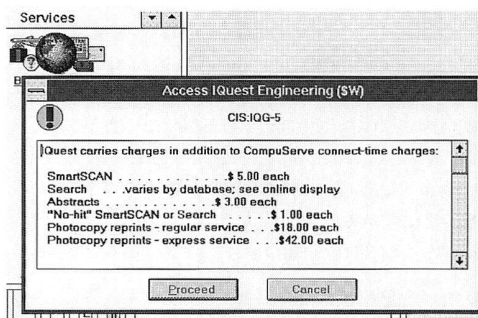 Services
Access IQuest Engineering ($W)
CIS:IQG-5
IQuest carries charges in addition to CompuServe connect-time charges:
SmartSCAN . . . . . . . . . . . . .$ 5.00 each
Search . . .varies by database; see online display
Abstracts . . . . . . . . . . . .$ 3.00 each
"No-hit" SmartSCAN or Search . . . . .$ 1.00 each
Photocopy reprints - regular service . . .$18.00 each
Photocopy reprints - express service . . .$42.00 each
Proceed Cancel